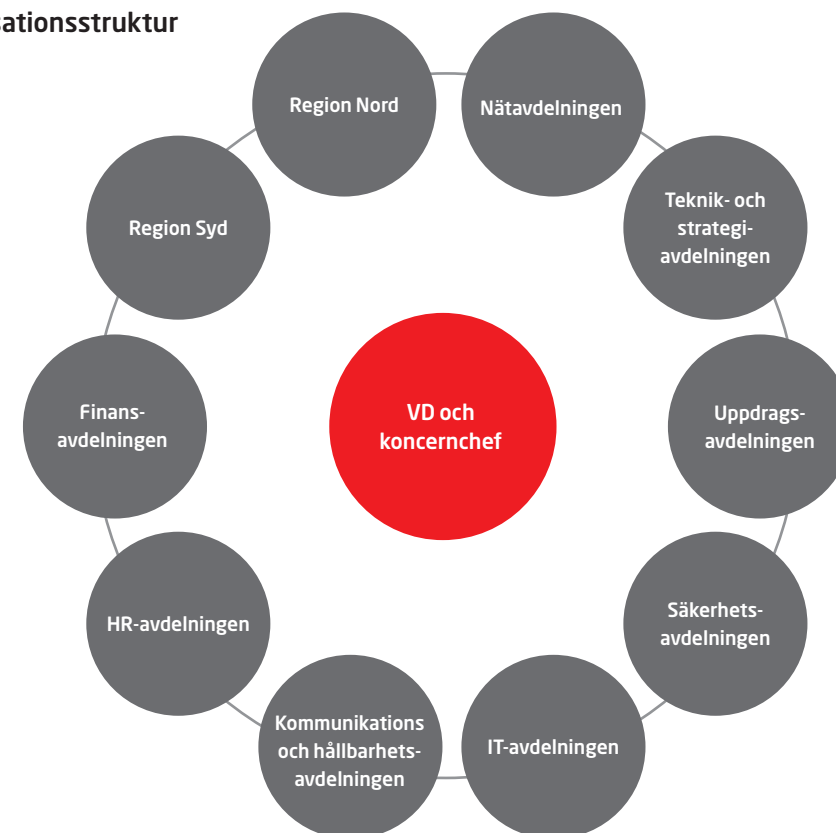 sationsstruktur
Region Nord
Nätavdelningen
Teknik- och
strategi-
avdelningen
Region Syd
Finans-
avdelningen
VD och
koncernchef
Uppdrags-
avdelningen
HR-avdelningen
Säkerhets-
avdelningen
Kommunikations
och hållbarhets-
avdelningen
IT-avdelningen